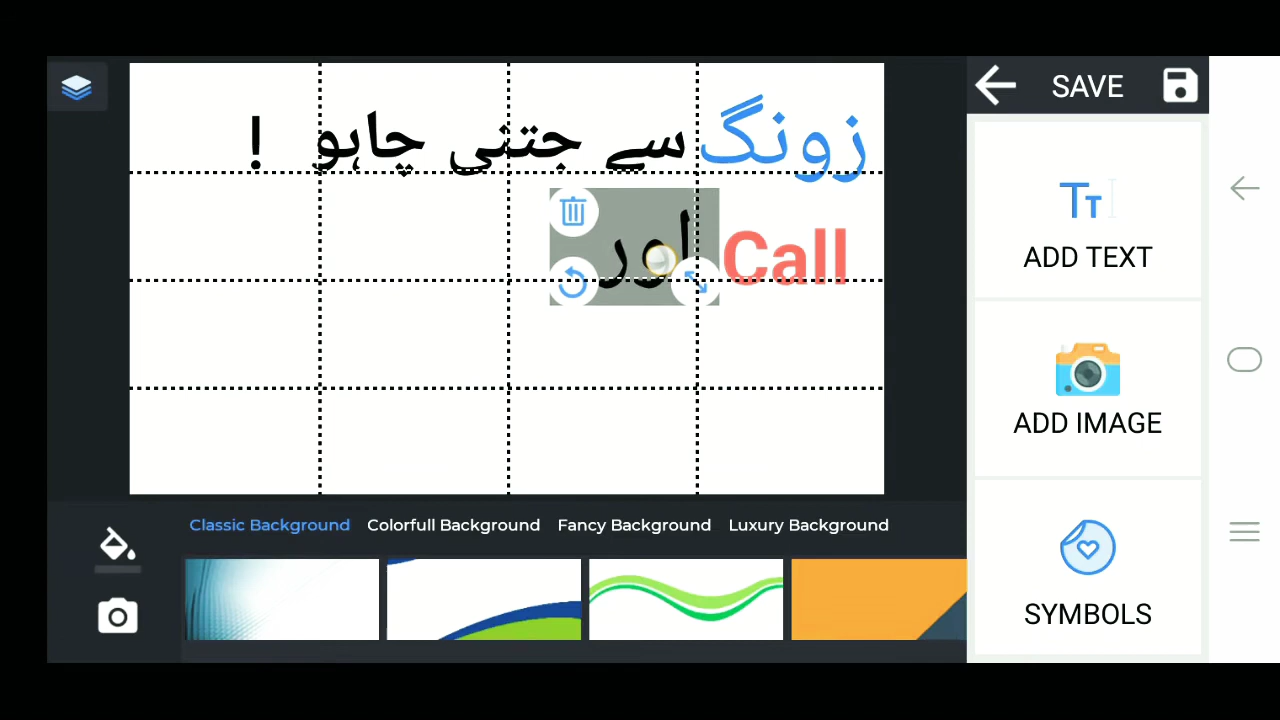 زونگ سے جتنی چاہو !
Call اور
SAVE
TT
ADD TEXT
ADD IMAGE
SYMBOLS
Classic Background
Colorfull Background
Fancy Background
Luxury Background